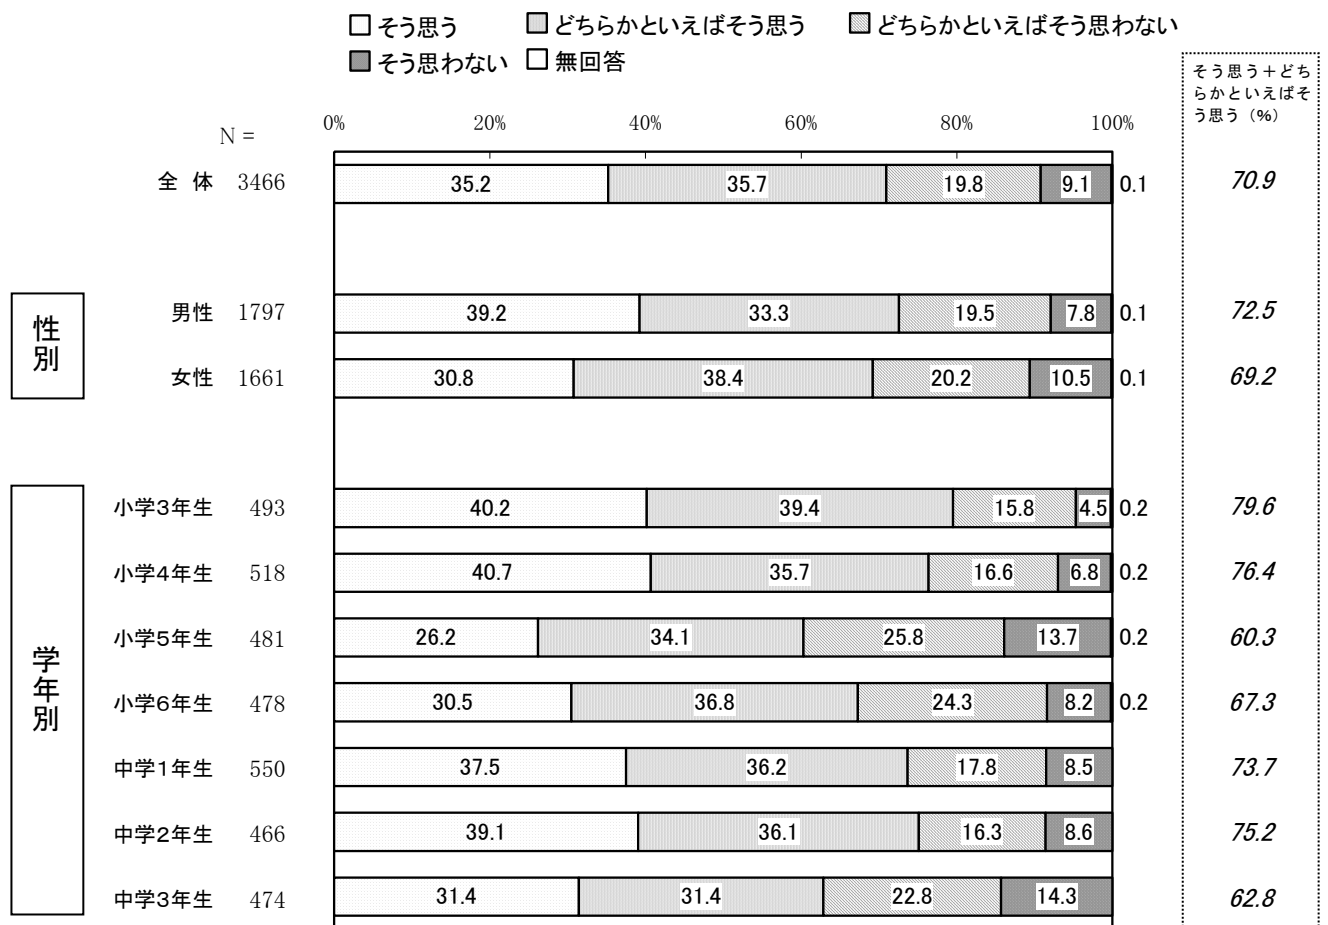 そう思う どちらかといえばそう思う どちらかといえばそう思わない
そう思わない 無回答
そう思う+どち
らかといえばそ
う思う（%）
N = 0% 20% 40% 60% 80% 100%
全 体 3466 35.2 35.7 19.8 9.1 0.1 70.9
性別
男性 1797 39.2 33.3 19.5 7.8 0.1 72.5
女性 1661 30.8 38.4 20.2 10.5 0.1 69.2
学年別
小学3年生 493 40.2 39.4 15.8 4.5 0.2 79.6
小学4年生 518 40.7 35.7 16.6 6.8 0.2 76.4
小学5年生 481 26.2 34.1 25.8 13.7 0.2 60.3
小学6年生 478 30.5 36.8 24.3 8.2 0.2 67.3
中学1年生 550 37.5 36.2 17.8 8.5 73.7
中学2年生 466 39.1 36.1 16.3 8.6 75.2
中学3年生 474 31.4 31.4 22.8 14.3 62.8